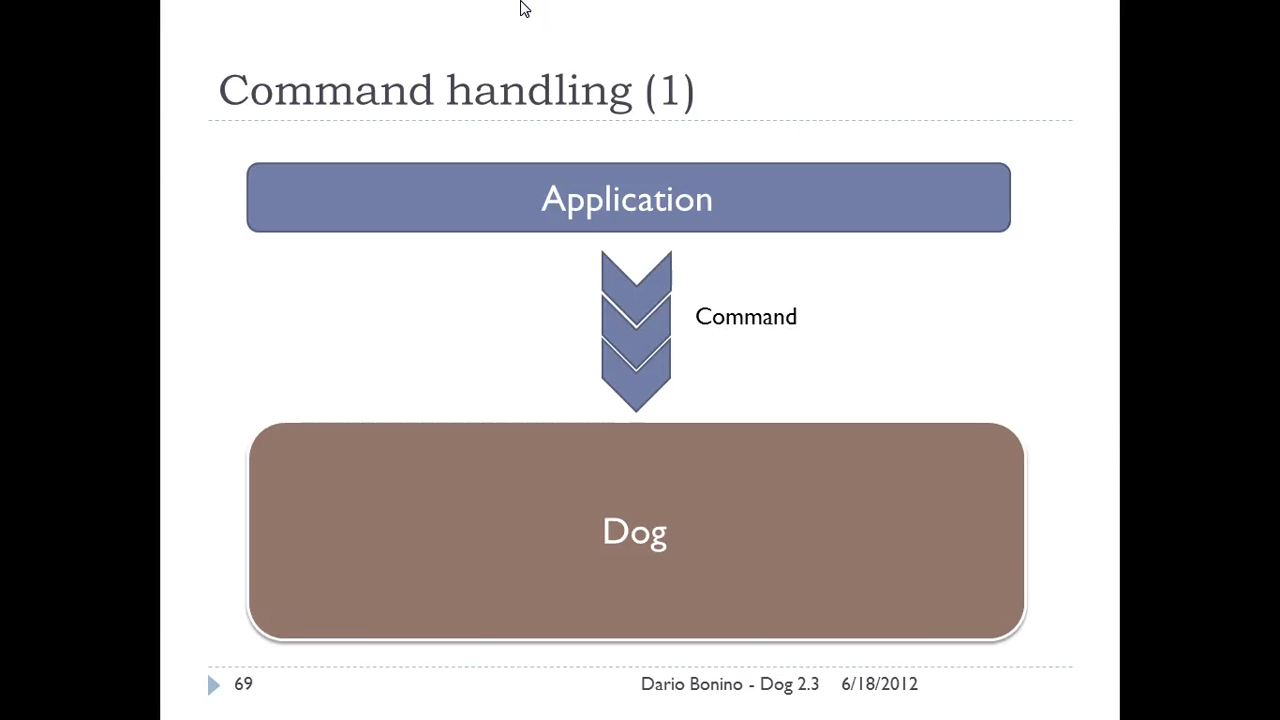 Command handling (1)
Application
Command
Dog
69
Dario Bonino - Dog 2.3 6/18/2012